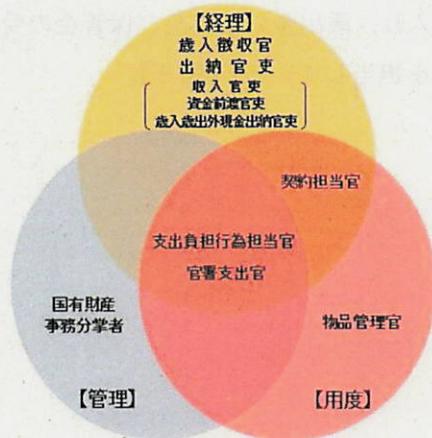 【経理】
歳入徴収官
出納官吏
収入官吏
資金前渡官吏
歳入歳出外現金出納官吏
契約担当官
支出負担行為担当官
官署支出官
国有財産
事務分掌者
物品管理官
【管理】
【用度】